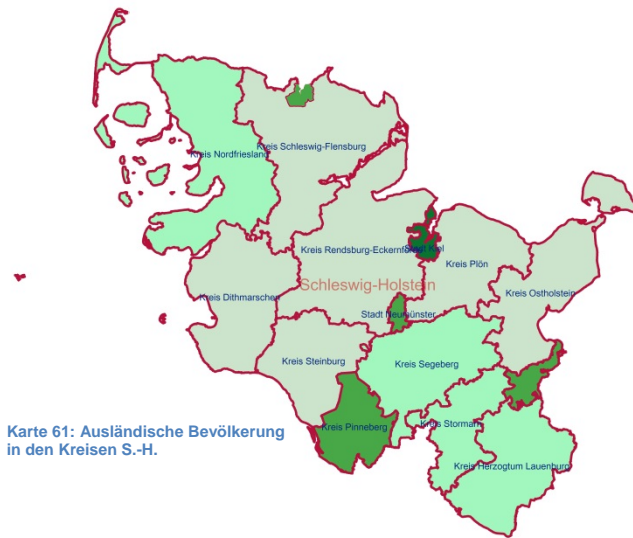 Kreis Nordfriesland
Kreis Schleswig-Flensburg
Kreis Rendsburg-Eckernförde
Stadt Kiel
Kreis Plön
Schleswig-Holstein
Kreis Ostholstein
Kreis Dithmarschen
Stadt Neumünster
Kreis Steinburg
Kreis Segeberg
Kreis Pinneberg
Kreis Stormarn
Kreis Herzogtum Lauenburg
Karte 61: Ausländische Bevölkerung
in den Kreisen S.-H.